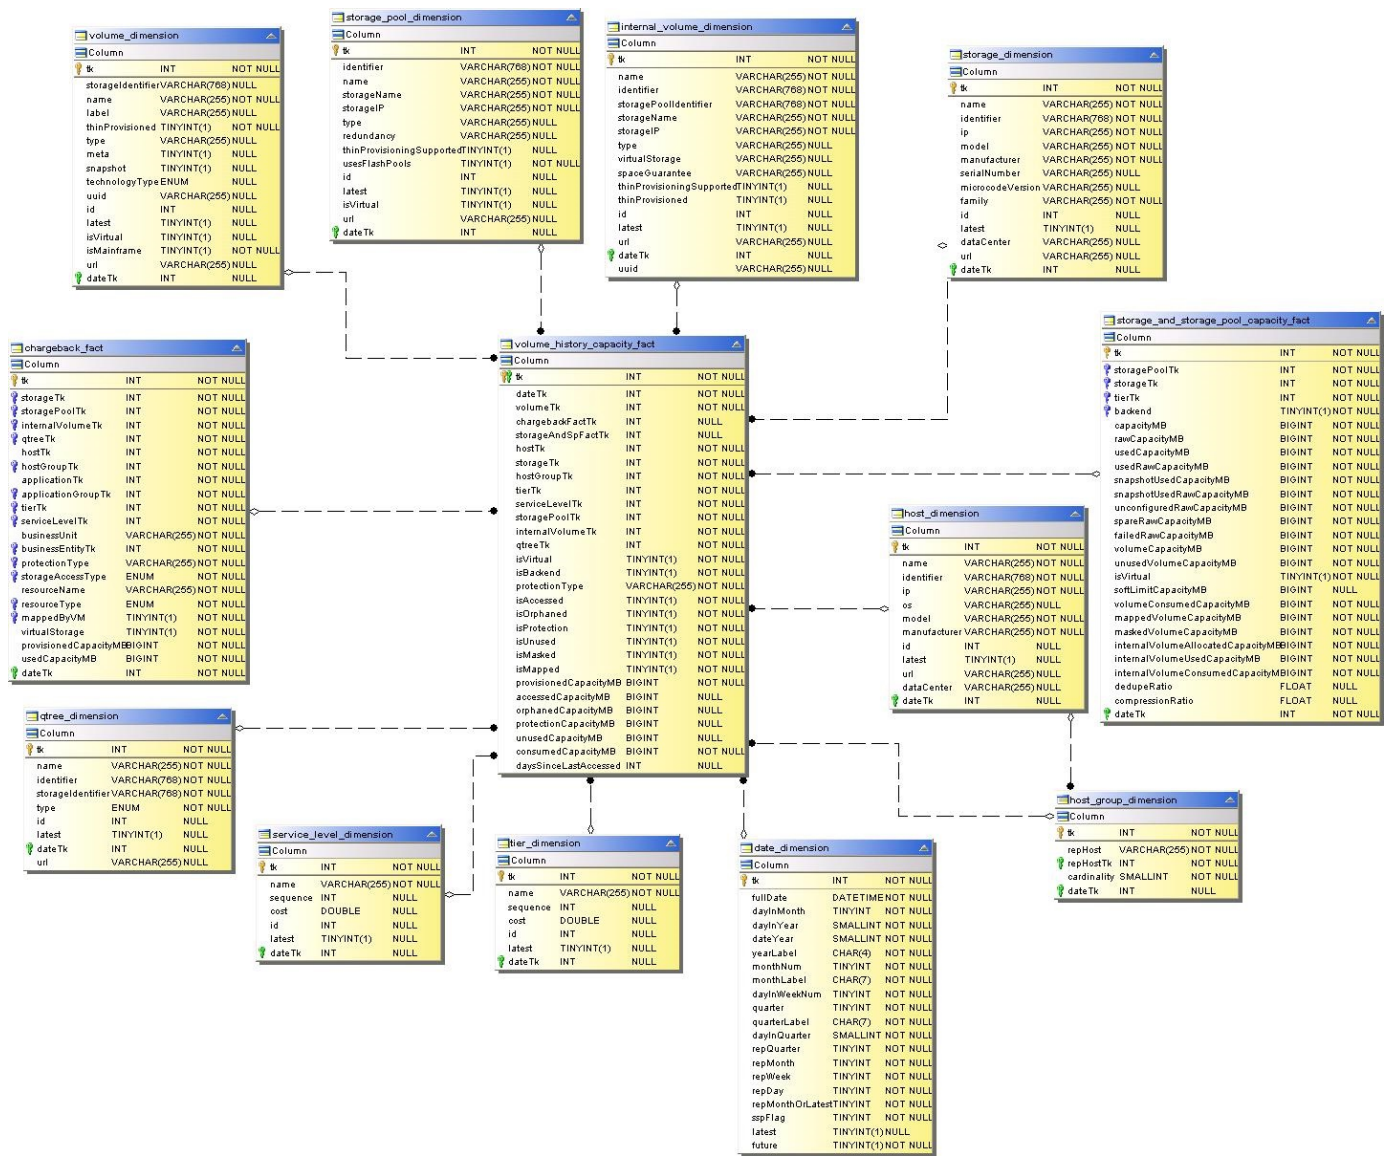 volume_dimension
Column
tk INT NOT NULL
storageIdentifier VARCHAR(768) NULL
name VARCHAR(255) NOT NULL
label VARCHAR(255) NULL
thinProvisioned TINYINT(1) NOT NULL
type VARCHAR(255) NULL
meta TINYINT(1) NULL
snapshot TINYINT(1) NULL
technologyType ENUM NULL
uuid VARCHAR(255) NULL
id INT NULL
latest TINYINT(1) NULL
isVirtual TINYINT(1) NULL
isMainframe TINYINT(1) NOT NULL
url VARCHAR(255) NULL
dateTk INT NULL
storage_pool_dimension
Column
tk INT NOT NULL
identifier VARCHAR(768) NOT NULL
name VARCHAR(255) NOT NULL
storageName VARCHAR(255) NOT NULL
storageIP VARCHAR(255) NOT NULL
type VARCHAR(255) NULL
redundancy VARCHAR(255) NULL
thinProvisioningSupported TINYINT(1) NULL
usesFlashPools TINYINT(1) NOT NULL
id INT NULL
latest TINYINT(1) NULL
isVirtual TINYINT(1) NULL
url VARCHAR(255) NULL
dateTk INT NULL
internal_volume_dimension
Column
tk INT NOT NULL
name VARCHAR(255) NOT NULL
identifier VARCHAR(768) NOT NULL
storagePoolIdentifier VARCHAR(768) NOT NULL
storageName VARCHAR(255) NOT NULL
storageIP VARCHAR(255) NOT NULL
type VARCHAR(255) NULL
virtualStorage VARCHAR(255) NULL
spaceGuarantee VARCHAR(255) NULL
thinProvisioningSupported TINYINT(1) NULL
thinProvisioned TINYINT(1) NULL
id INT NULL
latest TINYINT(1) NULL
url VARCHAR(255) NULL
dateTk INT NULL
uuid VARCHAR(255) NULL
storage_dimension
Column
tk INT NOT NULL
name VARCHAR(255) NOT NULL
identifier VARCHAR(768) NOT NULL
ip VARCHAR(255) NOT NULL
model VARCHAR(255) NOT NULL
manufacturer VARCHAR(255) NOT NULL
serialNumber VARCHAR(255) NULL
microcodeVersion VARCHAR(255) NULL
family VARCHAR(255) NOT NULL
id INT NULL
latest TINYINT(1) NULL
dataCenter VARCHAR(255) NULL
url VARCHAR(255) NULL
dateTk INT NULL
chargeback_fact
Column
tk INT NOT NULL
storageTk INT NOT NULL
storagePoolTk INT NOT NULL
internalVolumeTk INT NOT NULL
qtreeTk INT NOT NULL
hostTk INT NOT NULL
hostGroupTk INT NOT NULL
applicationTk INT NOT NULL
applicationGroupTk INT NOT NULL
tierTk INT NOT NULL
serviceLevelTk INT NOT NULL
businessUnit VARCHAR(255) NOT NULL
businessEntityTk INT NOT NULL
protectionType VARCHAR(255) NOT NULL
storageAccessType ENUM NOT NULL
resourceName VARCHAR(255) NOT NULL
resourceType ENUM NOT NULL
mappedByVM TINYINT(1) NOT NULL
virtualStorage TINYINT(1) NOT NULL
provisionedCapacityMB BIGINT NOT NULL
usedCapacityMB BIGINT NOT NULL
dateTk INT NOT NULL
volume_history_capacity_fact
Column
tk INT NOT NULL
dateTk INT NOT NULL
volumeTk INT NOT NULL
chargebackFactTk INT NULL
storageAndSpFactTk INT NULL
hostTk INT NOT NULL
storageTk INT NOT NULL
hostGroupTk INT NOT NULL
tierTk INT NOT NULL
serviceLevelTk INT NOT NULL
storagePoolTk INT NOT NULL
internalVolumeTk INT NOT NULL
qtreeTk INT NOT NULL
isVirtual TINYINT(1) NOT NULL
isBackend TINYINT(1) NOT NULL
protectionType VARCHAR(255) NOT NULL
isAccessed TINYINT(1) NOT NULL
isOrphaned TINYINT(1) NOT NULL
isProtection TINYINT(1) NOT NULL
isUnused TINYINT(1) NOT NULL
isMasked TINYINT(1) NOT NULL
isMapped TINYINT(1) NOT NULL
provisionedCapacityMB BIGINT NOT NULL
accessedCapacityMB BIGINT NULL
orphanedCapacityMB BIGINT NULL
protectionCapacityMB BIGINT NULL
unusedCapacityMB BIGINT NULL
consumedCapacityMB BIGINT NOT NULL
daysSinceLastAccessed INT NULL
storage_and_storage_pool_capacity_fact
Column
tk INT NOT NULL
storagePoolTk INT NOT NULL
storageTk INT NOT NULL
tierTk INT NOT NULL
backend TINYINT(1) NOT NULL
capacityMB BIGINT NOT NULL
rawCapacityMB BIGINT NOT NULL
usedCapacityMB BIGINT NOT NULL
usedRawCapacityMB BIGINT NOT NULL
snapshotUsedCapacityMB BIGINT NOT NULL
snapshotUsedRawCapacityMB BIGINT NOT NULL
unconfiguredRawCapacityMB BIGINT NOT NULL
spareRawCapacityMB BIGINT NOT NULL
failedRawCapacityMB BIGINT NOT NULL
volumeCapacityMB BIGINT NOT NULL
unusedVolumeCapacityMB BIGINT NOT NULL
isVirtual TINYINT(1) NOT NULL
softLimitCapacityMB BIGINT NULL
volumeConsumedCapacityMB BIGINT NOT NULL
mappedVolumeCapacityMB BIGINT NOT NULL
maskedVolumeCapacityMB BIGINT NOT NULL
internalVolumeAllocatedCapacityMB BIGINT NOT NULL
internalVolumeUsedCapacityMB BIGINT NOT NULL
internalVolumeConsumedCapacityMB BIGINT NOT NULL
dedupeRatio FLOAT NULL
compressionRatio FLOAT NULL
dateTk INT NOT NULL
host_dimension
Column
tk INT NOT NULL
name VARCHAR(255) NOT NULL
identifier VARCHAR(768) NOT NULL
ip VARCHAR(255) NOT NULL
os VARCHAR(255) NULL
model VARCHAR(255) NOT NULL
manufacturer VARCHAR(255) NOT NULL
id INT NULL
latest TINYINT(1) NULL
url VARCHAR(255) NULL
dataCenter VARCHAR(255) NULL
dateTk INT NULL
qtree_dimension
Column
tk INT NOT NULL
name VARCHAR(255) NOT NULL
identifier VARCHAR(768) NOT NULL
storageIdentifier VARCHAR(768) NOT NULL
type ENUM NOT NULL
id INT NULL
latest TINYINT(1) NULL
dateTk INT NULL
url VARCHAR(255) NULL
service_level_dimension
Column
tk INT NOT NULL
name VARCHAR(255) NOT NULL
sequence INT NULL
cost DOUBLE NULL
id INT NULL
latest TINYINT(1) NULL
dateTk INT NULL
tier_dimension
Column
tk INT NOT NULL
name VARCHAR(255) NOT NULL
sequence INT NULL
cost DOUBLE NULL
id INT NULL
latest TINYINT(1) NULL
dateTk INT NULL
date_dimension
Column
tk INT NOT NULL
fullDate DATETIME NOT NULL
dayInMonth TINYINT NOT NULL
dayInYear SMALLINT NOT NULL
dateYear SMALLINT NOT NULL
yearLabel CHAR(4) NOT NULL
monthNum TINYINT NOT NULL
monthLabel CHAR(7) NOT NULL
dayInWeekNum TINYINT NOT NULL
quarter TINYINT NOT NULL
quarterLabel CHAR(7) NOT NULL
dayInQuarter SMALLINT NOT NULL
repQuarter TINYINT NOT NULL
repMonth TINYINT NOT NULL
repWeek TINYINT NOT NULL
repDay TINYINT NOT NULL
repMonthOrLatest TINYINT NOT NULL
sspFlag TINYINT NOT NULL
latest TINYINT(1) NULL
future TINYINT(1) NOT NULL
host_group_dimension
Column
tk INT NOT NULL
repHost VARCHAR(255) NOT NULL
repHostTk INT NOT NULL
cardinality SMALLINT NOT NULL
dateTk INT NULL